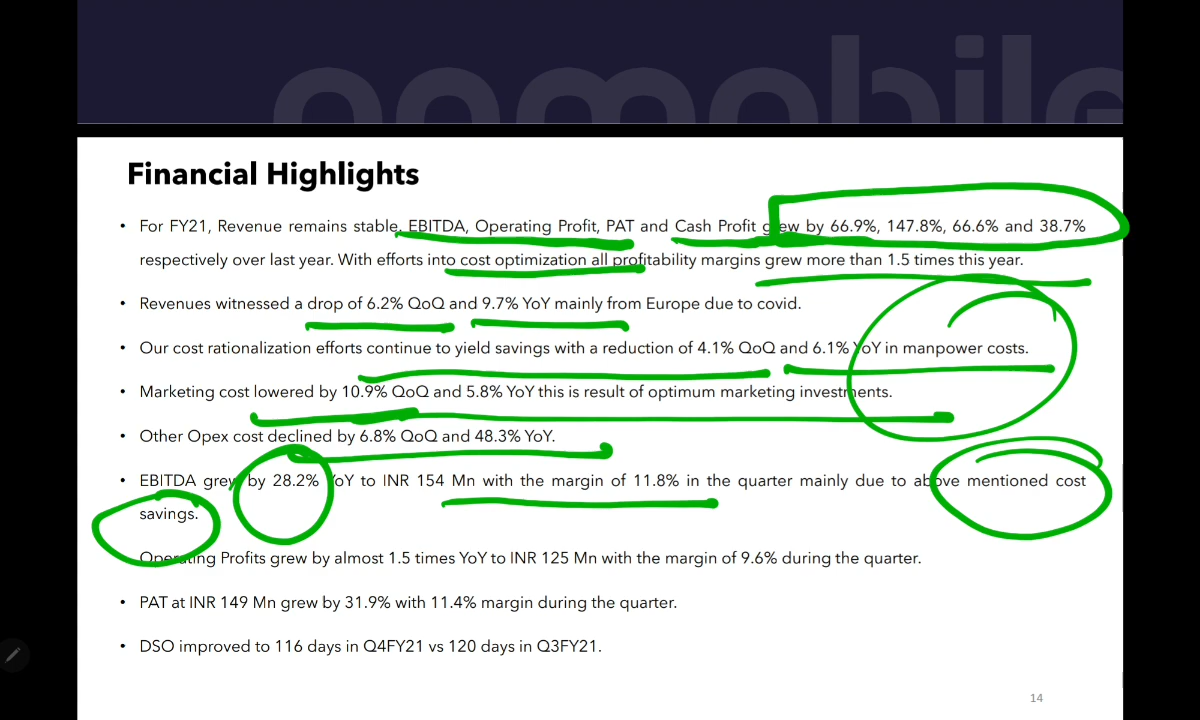 oomobile
Financial Highlights
• For FY21, Revenue remains stable. EBITDA, Operating Profit, PAT and Cash Profit grew by 66.9%, 147.8%, 66.6% and 38.7%
respectively over last year. With efforts into cost optimization all profitability margins grew more than 1.5 times this year.
• Revenues witnessed a drop of 6.2% QoQ and 9.7% YoY mainly from Europe due to covid.
• Our cost rationalization efforts continue to yield savings with a reduction of 4.1% QoQ and 6.1% YoY in manpower costs.
• Marketing cost lowered by 10.9% QoQ and 5.8% YoY this is result of optimum marketing investments.
• Other Opex cost declined by 6.8% QoQ and 48.3% YoY.
• EBITDA grew by 28.2% YoY to INR 154 Mn with the margin of 11.8% in the quarter mainly due to above mentioned cost
savings.
Operating Profits grew by almost 1.5 times YoY to INR 125 Mn with the margin of 9.6% during the quarter.
• PAT at INR 149 Mn grew by 31.9% with 11.4% margin during the quarter.
• DSO improved to 116 days in Q4FY21 vs 120 days in Q3FY21.
14